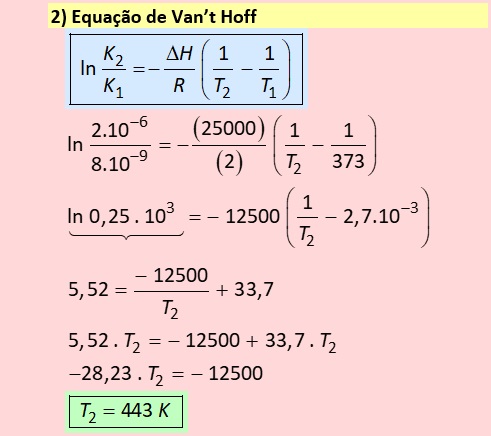 2) Equação de Van’t Hoff
ln K₂/K₁ = − ΔH/R (1/T₂ − 1/T₁)
ln 2.10⁻⁶/8.10⁻⁹ = − (25000)/(2) (1/T₂ − 1/373)
ln 0,25 . 10³ = − 12500 (1/T₂ − 2,7.10⁻³)
5,52 = − 12500/T₂ + 33,7
5,52 . T₂ = − 12500 + 33,7 . T₂
−28,23 . T₂ = − 12500
T₂ = 443 K